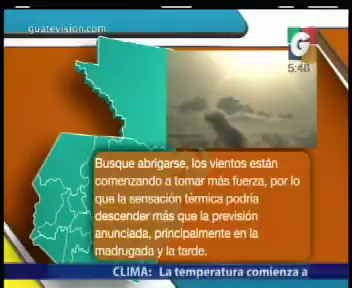 guatevision.com
G
5:48
Busque abrigarse, los vientos están
comenzando a tomar más fuerza, por lo
que la sensación térmica podría
descender más que la previsión
anunciada, principalmente en la
madrugada y la tarde.
CLIMA: La temperatura comienza a